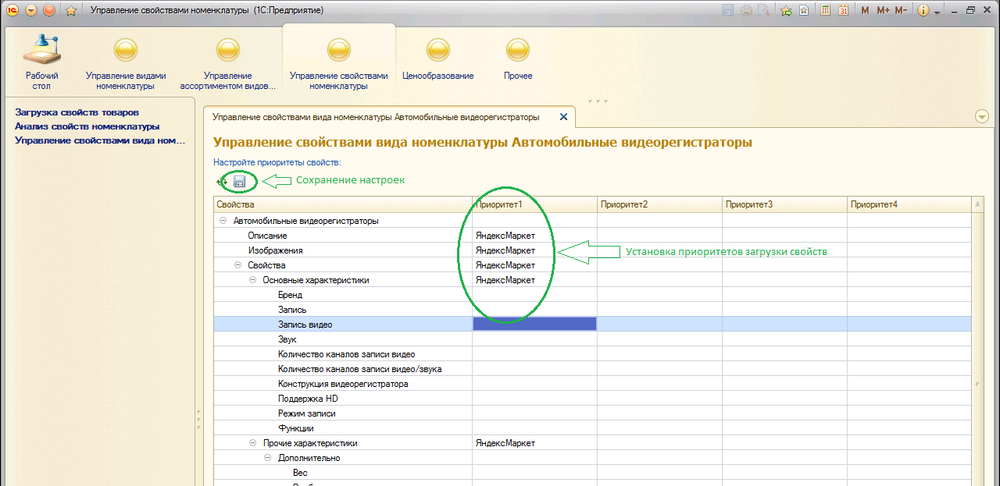 Управление свойствами номенклатуры (1С:Предприятие)
M M+ M-
Рабочий
стол
Управление видами
номенклатуры
Управление
ассортиментом видов...
Управление свойствами
номенклатуры
Ценообразование
Прочее
Загрузка свойств товаров
Анализ свойств номенклатуры
Управление свойствами вида ном...
Управление свойствами вида номенклатуры Автомобильные видеорегистраторы
Управление свойствами вида номенклатуры Автомобильные видеорегистраторы
Настройте приоритеты свойств:
Сохранение настроек
Свойства Приоритет1 Приоритет2 Приоритет3 Приоритет4
Автомобильные видеорегистраторы
Описание ЯндексМаркет
Изображения ЯндексМаркет
Установка приоритетов загрузки свойств
Свойства ЯндексМаркет
Основные характеристики ЯндексМаркет
Бренд
Запись
Запись видео
Звук
Количество каналов записи видео
Количество каналов записи видео/звука
Конструкция видеорегистратора
Поддержка HD
Режим записи
Функции
Прочие характеристики ЯндексМаркет
Дополнительно
Вес